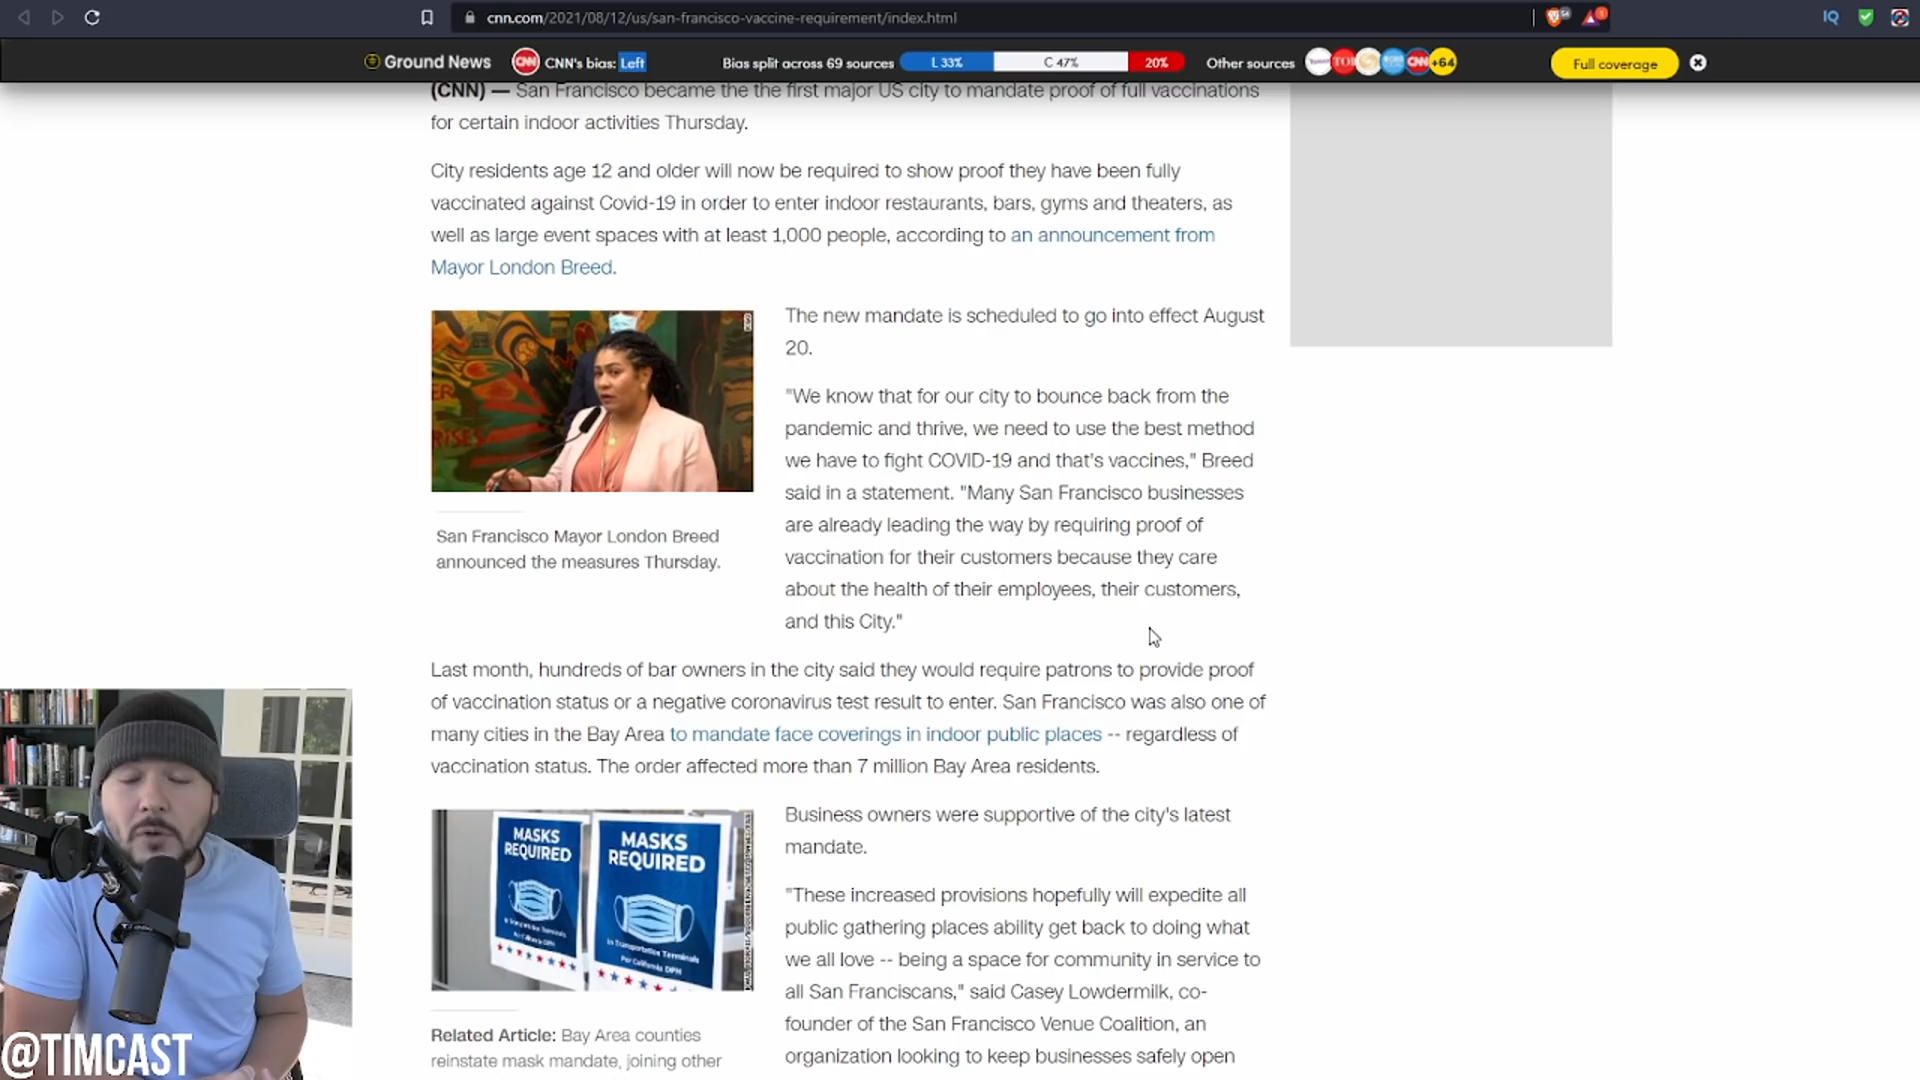 cnn.com/2021/08/12/us/san-francisco-vaccine-requirement/index.html
IQ
Ground News
CNN
CNN's bias: Left
Bias split across 69 sources
L 33%
C 47%
20%
Other sources
CNN
+64
Full coverage
(CNN) — San Francisco became the the first major US city to mandate proof of full vaccinations
for certain indoor activities Thursday.
City residents age 12 and older will now be required to show proof they have been fully
vaccinated against Covid-19 in order to enter indoor restaurants, bars, gyms and theaters, as
well as large event spaces with at least 1,000 people, according to an announcement from
Mayor London Breed.
San Francisco Mayor London Breed
announced the measures Thursday.
The new mandate is scheduled to go into effect August
20.
"We know that for our city to bounce back from the
pandemic and thrive, we need to use the best method
we have to fight COVID-19 and that's vaccines," Breed
said in a statement. "Many San Francisco businesses
are already leading the way by requiring proof of
vaccination for their customers because they care
about the health of their employees, their customers,
and this City."
Last month, hundreds of bar owners in the city said they would require patrons to provide proof
of vaccination status or a negative coronavirus test result to enter. San Francisco was also one of
many cities in the Bay Area to mandate face coverings in indoor public places -- regardless of
vaccination status. The order affected more than 7 million Bay Area residents.
MASKS
REQUIRED
MASKS
REQUIRED
In Transportation Terminals
Per California DPH
Related Article: Bay Area counties
reinstate mask mandate, joining other
Business owners were supportive of the city's latest
mandate.
"These increased provisions hopefully will expedite all
public gathering places ability get back to doing what
we all love -- being a space for community in service to
all San Franciscans," said Casey Lowdermilk, co-
founder of the San Francisco Venue Coalition, an
organization looking to keep businesses safely open
@TIMCAST